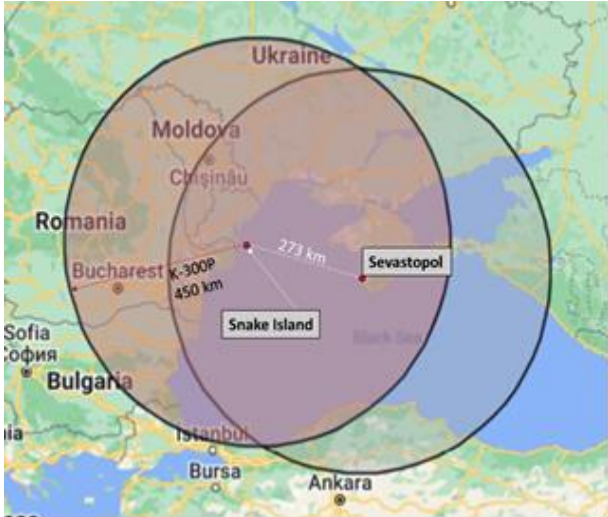 Ukraine
Moldova
Chișinău
Romania
273 km
Sevastopol
Bucharest
K-300P
450 km
Snake Island
Black Sea
Sofia
София
Bulgaria
Istanbul
Bursa
Ankara